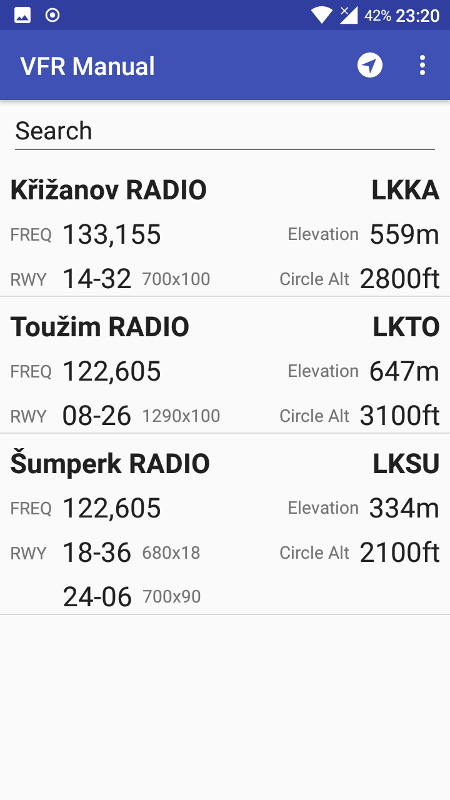 42% 23:20
VFR Manual
Search
Křižanov RADIO LKKA
FREQ 133,155 Elevation 559m
RWY 14-32 700x100 Circle Alt 2800ft
Toužim RADIO LKTO
FREQ 122,605 Elevation 647m
RWY 08-26 1290x100 Circle Alt 3100ft
Šumperk RADIO LKSU
FREQ 122,605 Elevation 334m
RWY 18-36 680x18 Circle Alt 2100ft
24-06 700x90